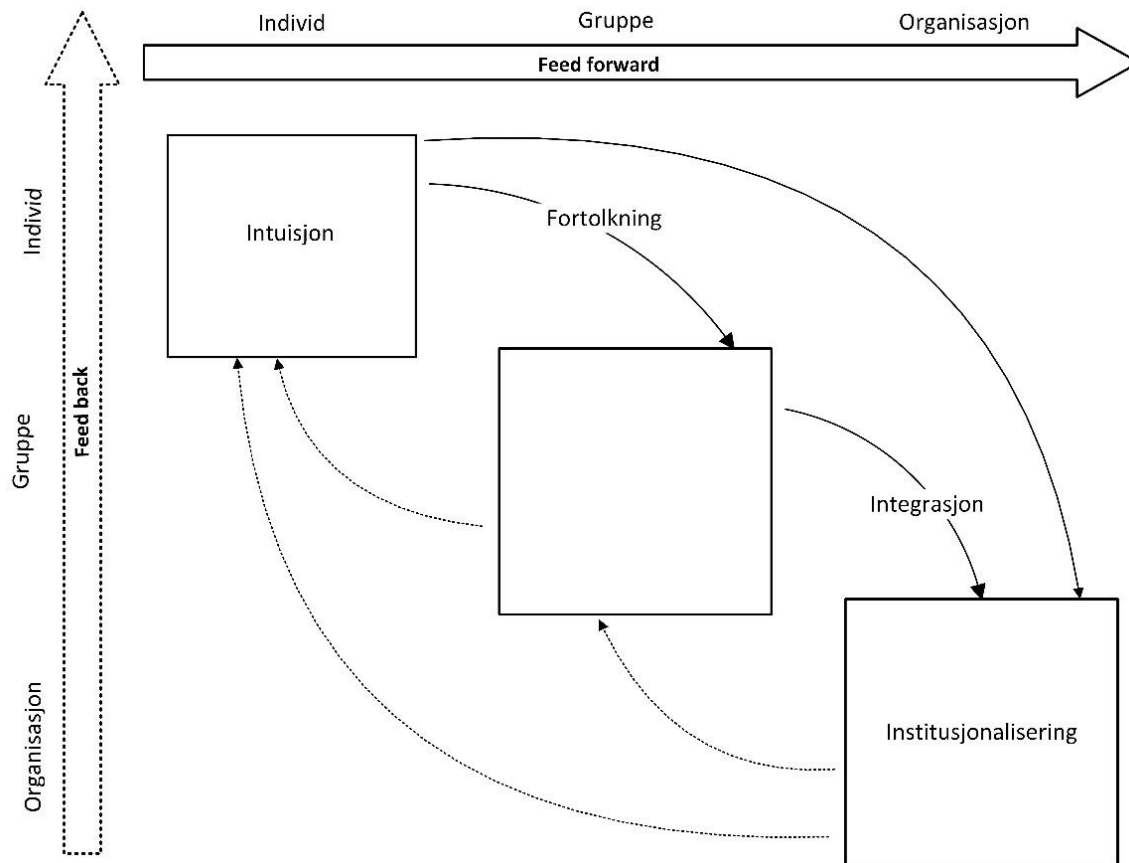 Individ
Gruppe
Organisasjon
Feed forward
Individ
Gruppe
Organisasjon
Feed back
Intuisjon
Fortolkning
Integrasjon
Institusjonalisering